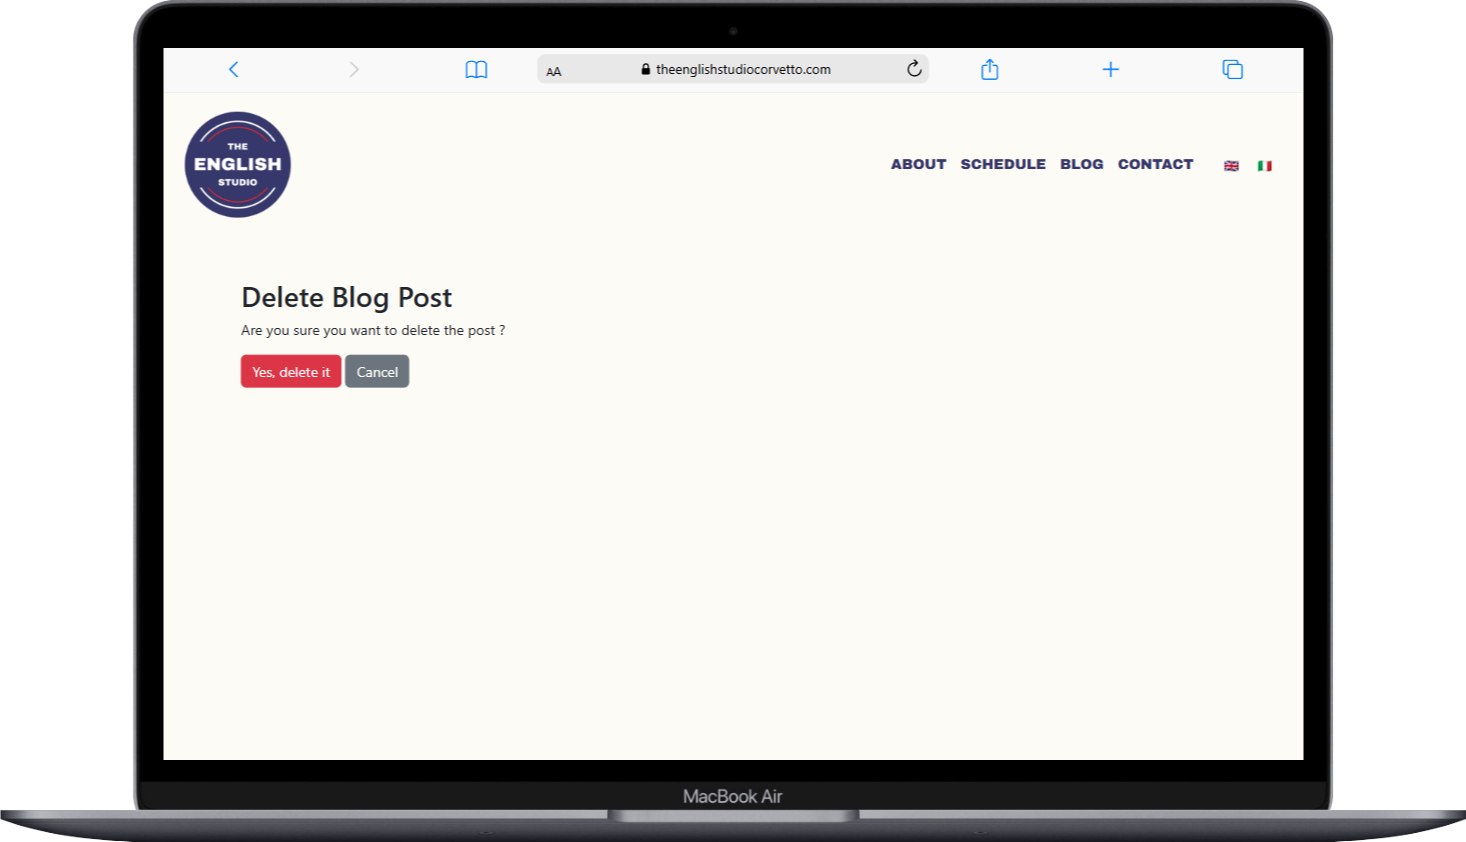 AA
theenglishstudiocorvetto.com
THE
ENGLISH
STUDIO
ABOUT SCHEDULE BLOG CONTACT
Delete Blog Post
Are you sure you want to delete the post ?
Yes, delete it Cancel
MacBook Air